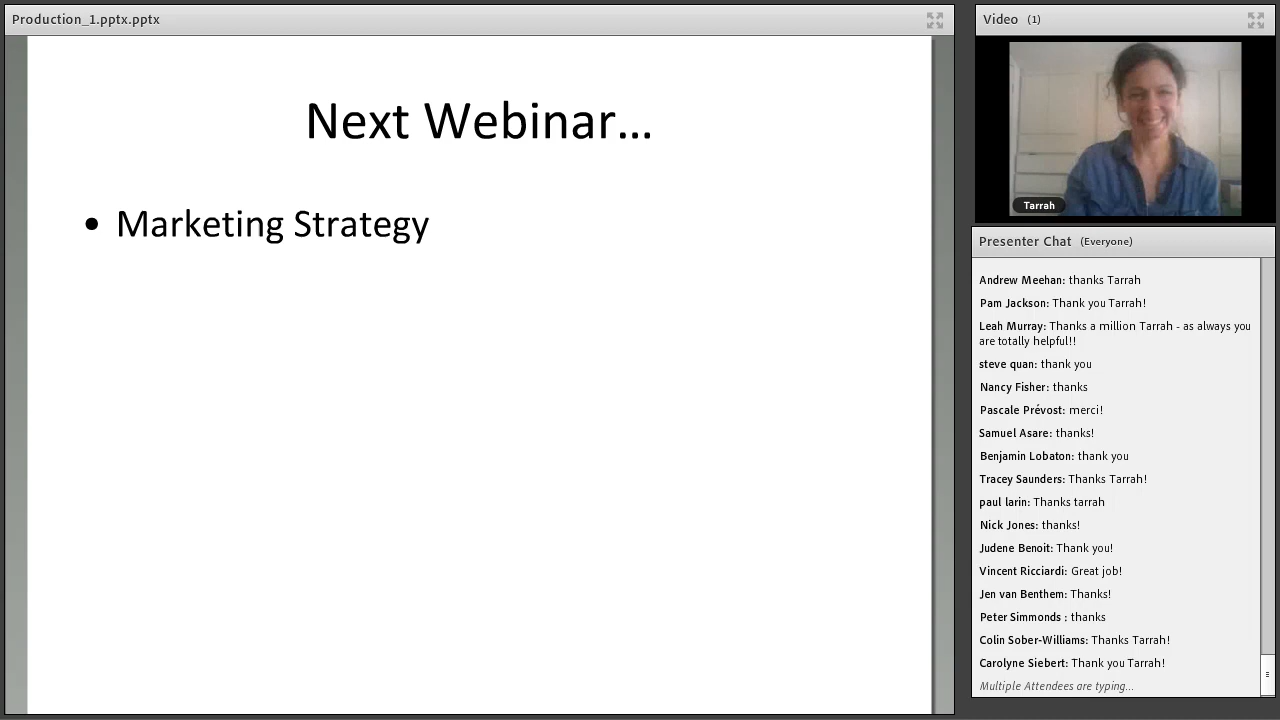 Production_1.pptx.pptx
Next Webinar...
• Marketing Strategy
Video (1)
Tarrah
Presenter Chat (Everyone)
Andrew Meehan: thanks Tarrah
Pam Jackson: Thank you Tarrah!
Leah Murray: Thanks a million Tarrah - as always you
are totally helpful!!
steve quan: thank you
Nancy Fisher: thanks
Pascale Prévost: merci!
Samuel Asare: thanks!
Benjamin Lobaton: thank you
Tracey Saunders: Thanks Tarrah!
paul larin: Thanks tarrah
Nick Jones: thanks!
Judene Benoit: Thank you!
Vincent Ricciardi: Great job!
Jen van Benthem: Thanks!
Peter Simmonds : thanks
Colin Sober-Williams: Thanks Tarrah!
Carolyne Siebert: Thank you Tarrah!
Multiple Attendees are typing...